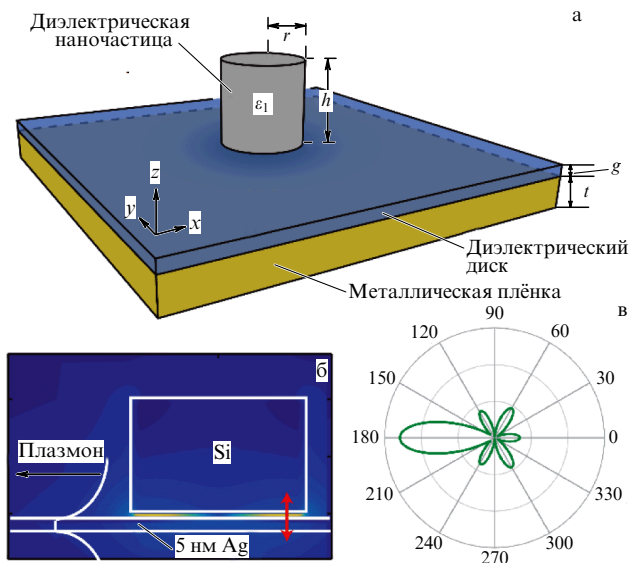 а
Диэлектрическая
наночастица
r
ε₁
h
g
t
z
y
x
Диэлектрический
диск
Металлическая плёнка
б
Плазмон
Si
5 нм Ag
в
90
120
60
150
30
180
0
210
330
240
300
270